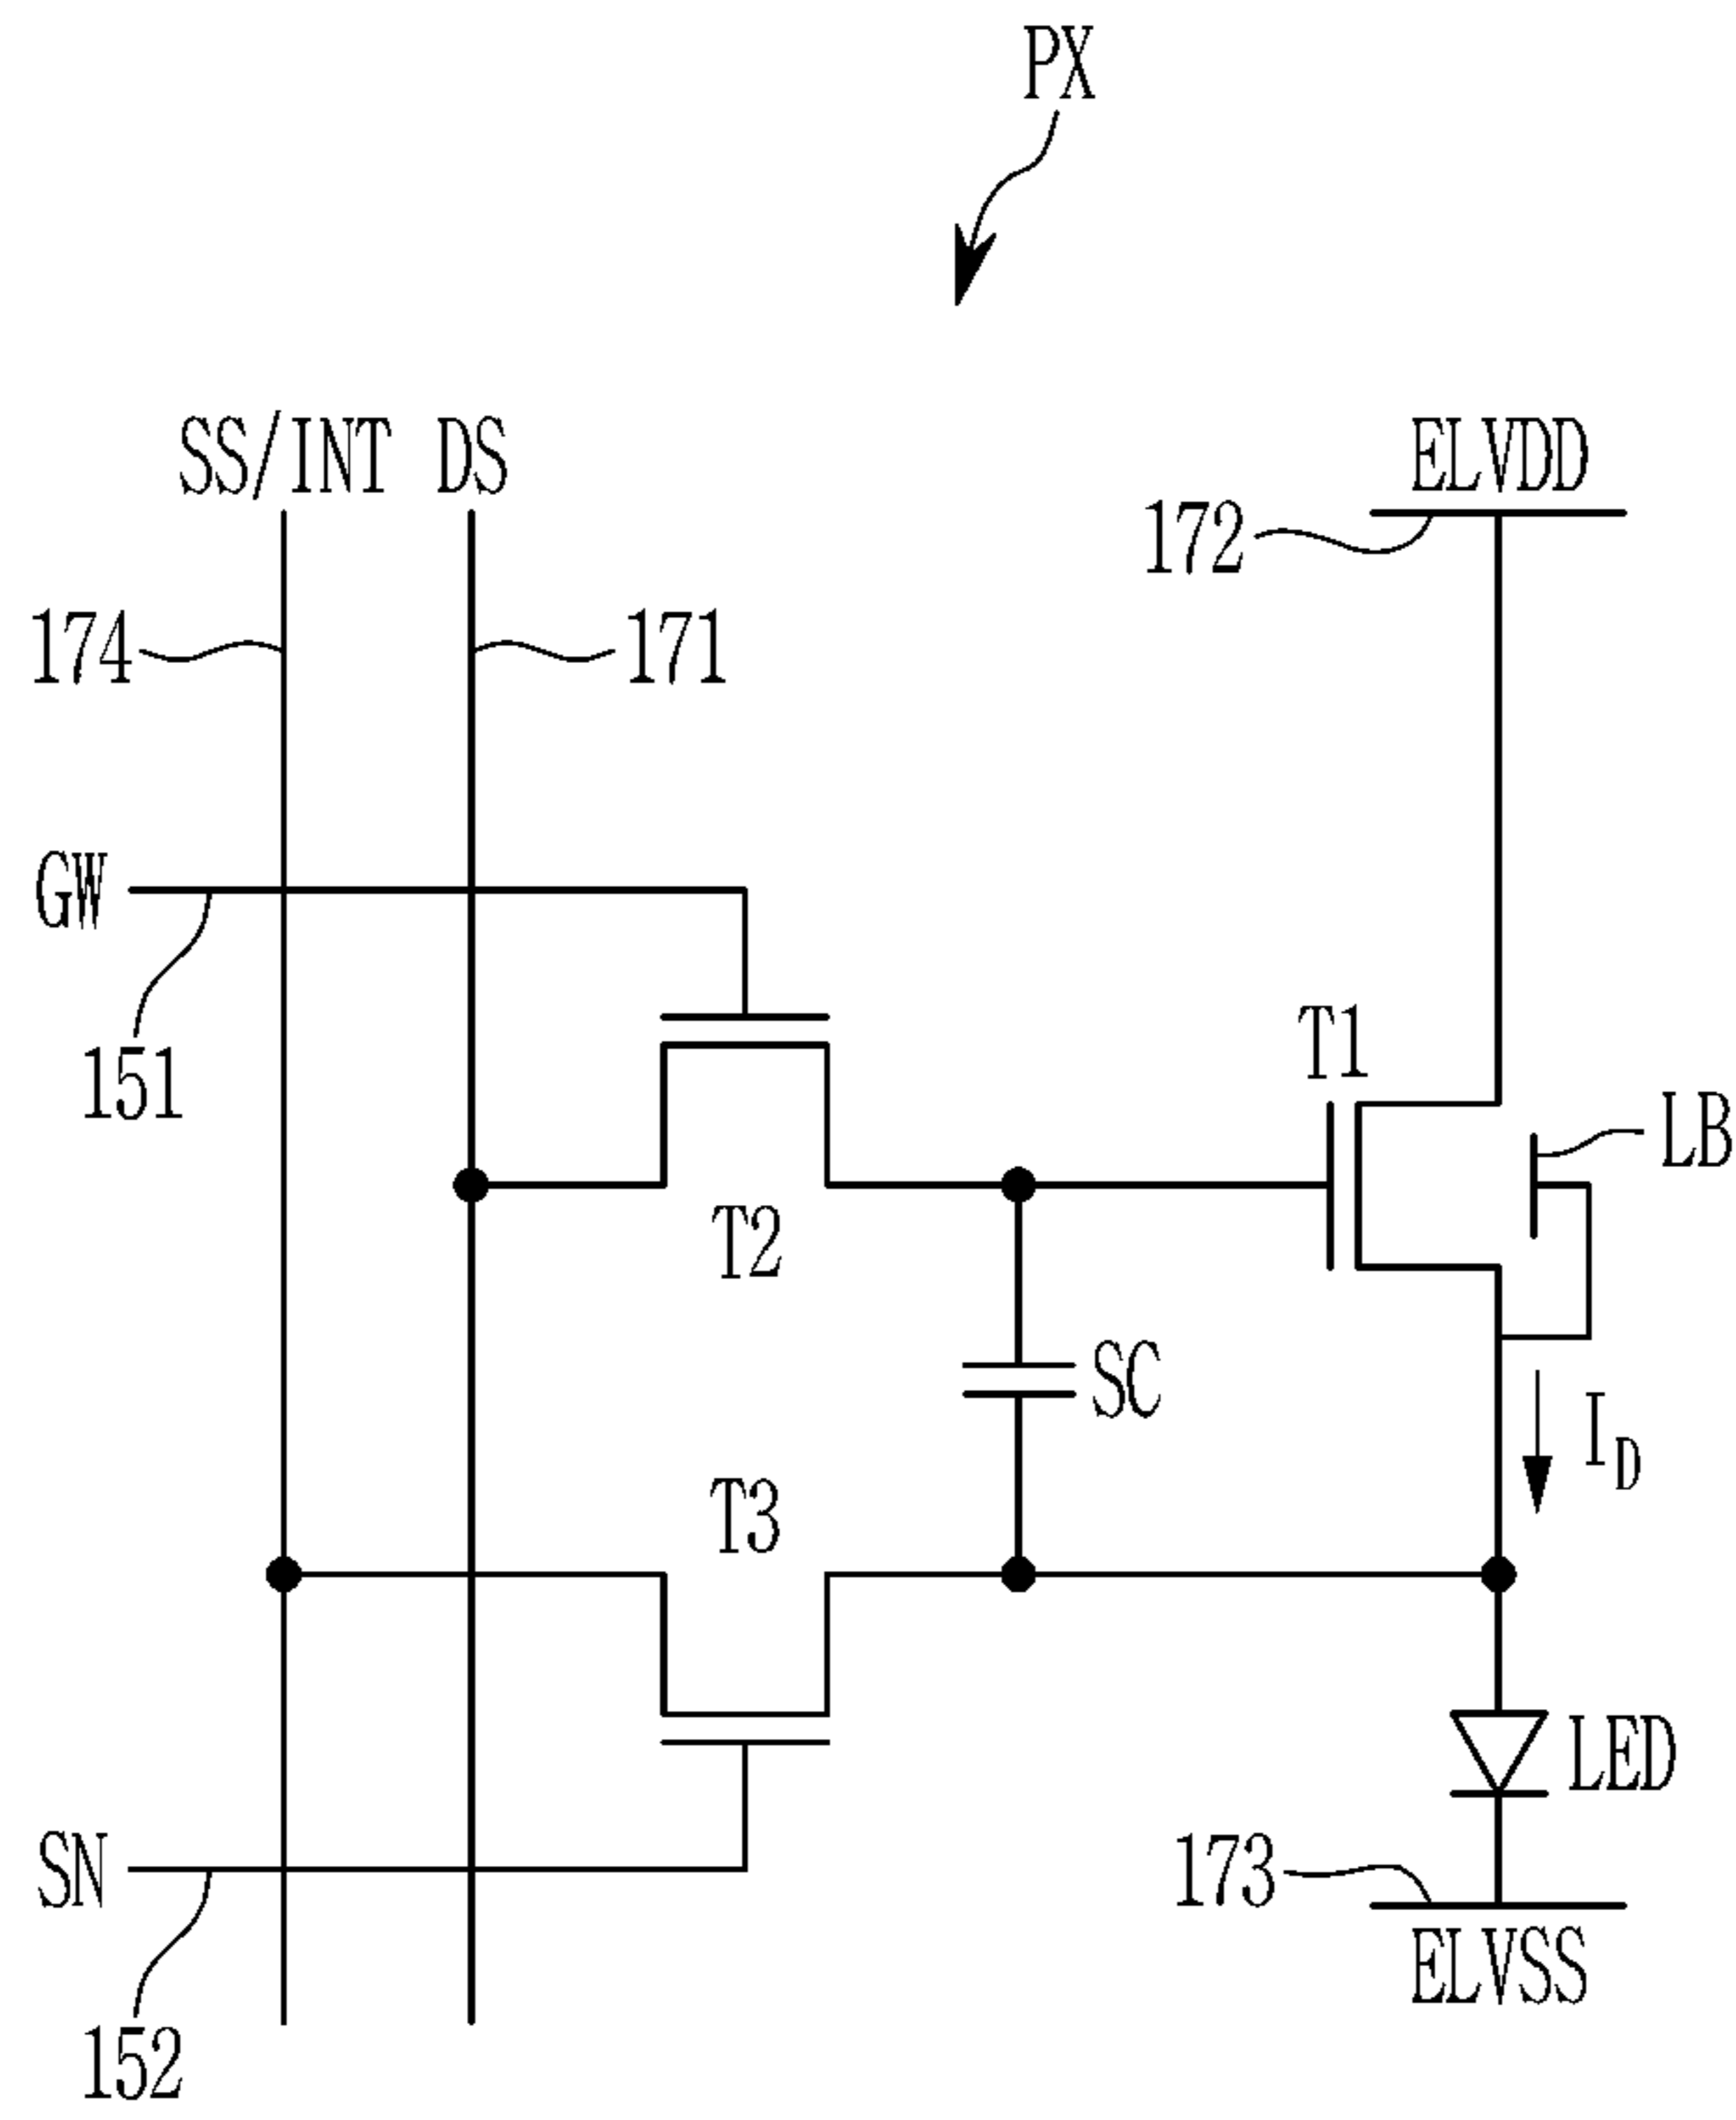 PX
SS/INT DS
ELVDD
172
174
171
GW
151
T1
LB
T2
SC
I_D
T3
LED
SN
173
ELVSS
152